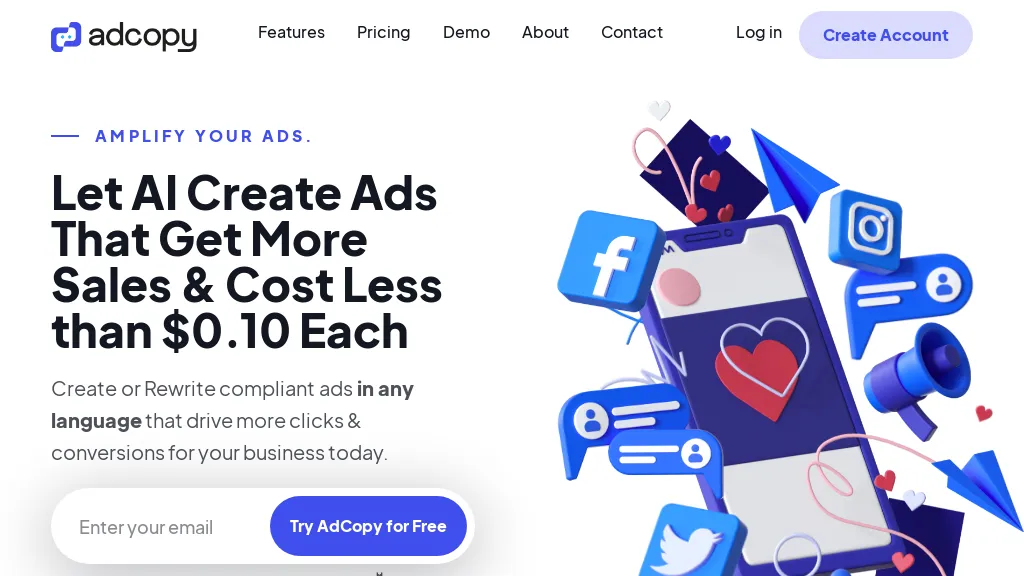 adcopy
Features Pricing Demo About Contact Log in Create Account
AMPLIFY YOUR ADS.
Let AI Create Ads
That Get More
Sales & Cost Less
than $0.10 Each
Create or Rewrite compliant ads in any
language that drive more clicks &
conversions for your business today.
Enter your email
Try AdCopy for Free